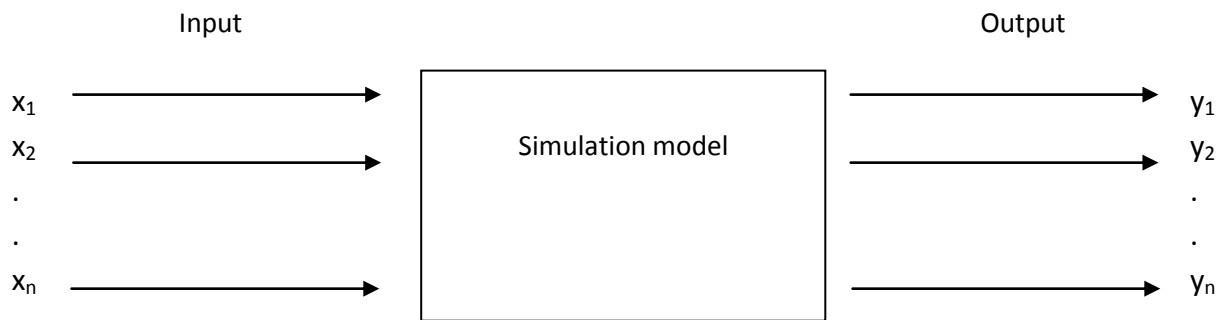 Input Output
x₁ y₁
x₂ Simulation model y₂
. .
. .
xₙ yₙ